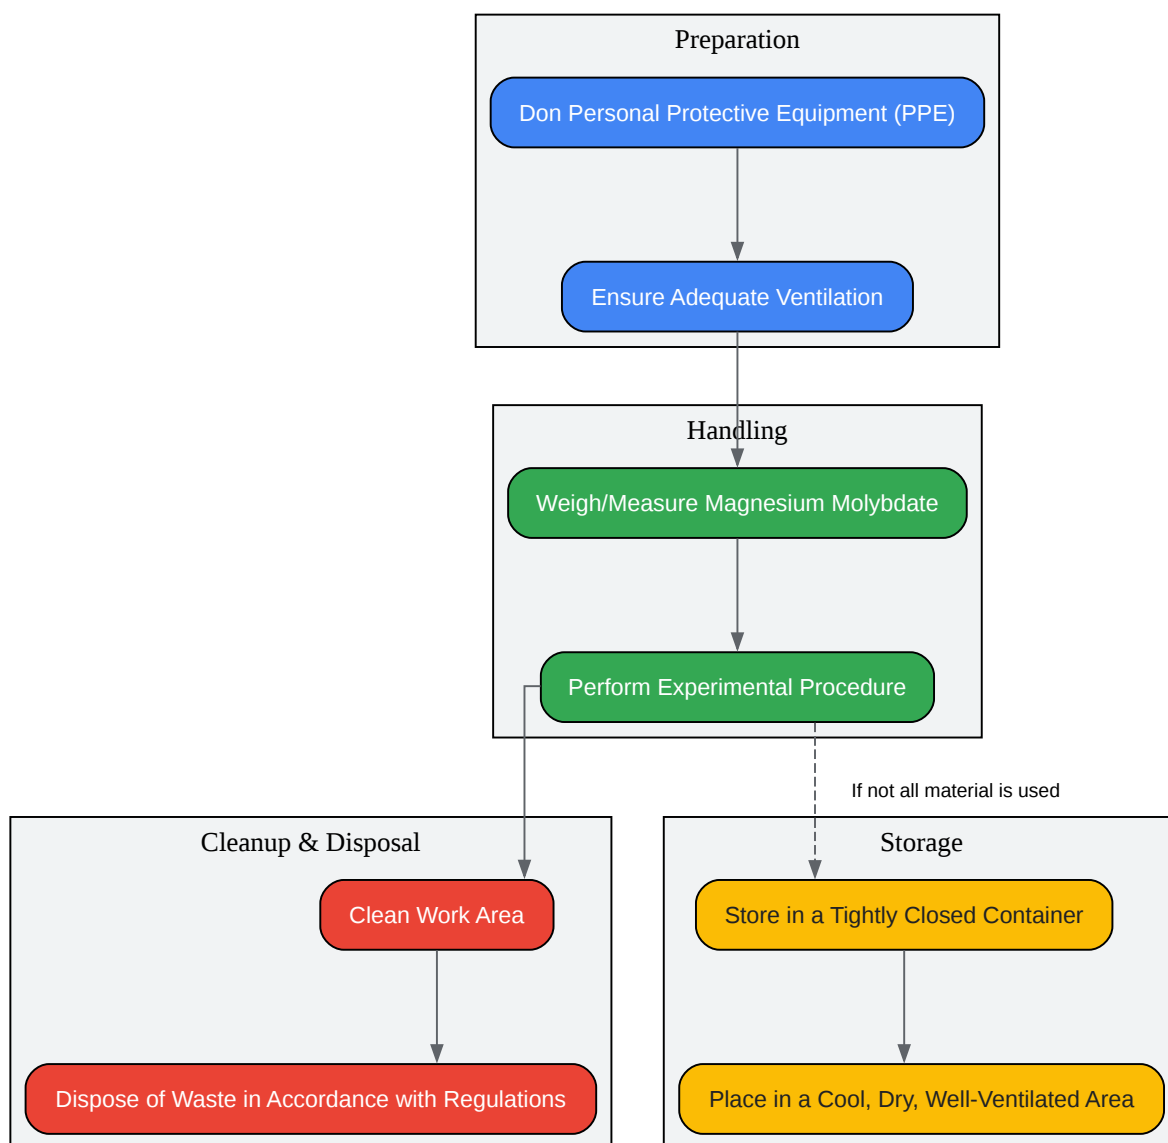 Preparation
Don Personal Protective Equipment (PPE)
Ensure Adequate Ventilation
Handling
Weigh/Measure Magnesium Molybdate
Perform Experimental Procedure
If not all material is used
Cleanup & Disposal
Clean Work Area
Dispose of Waste in Accordance with Regulations
Storage
Store in a Tightly Closed Container
Place in a Cool, Dry, Well-Ventilated Area